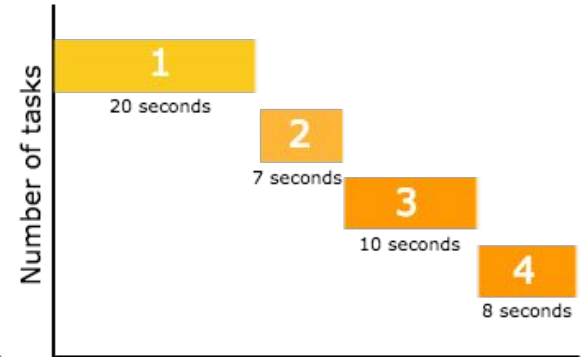 Number of tasks
1
20 seconds
2
7 seconds
3
10 seconds
4
8 seconds